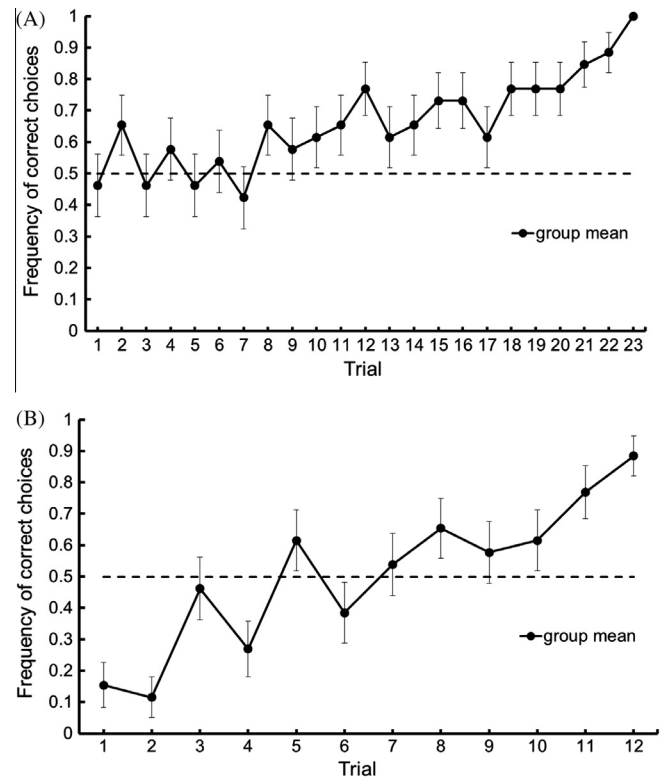 (A)
Frequency of correct choices
1
0.9
0.8
0.7
0.6
0.5
0.4
0.3
0.2
0.1
0
group mean
1 2 3 4 5 6 7 8 9 10 11 12 13 14 15 16 17 18 19 20 21 22 23
Trial
(B)
Frequency of correct choices
1
0.9
0.8
0.7
0.6
0.5
0.4
0.3
0.2
0.1
0
group mean
1 2 3 4 5 6 7 8 9 10 11 12
Trial